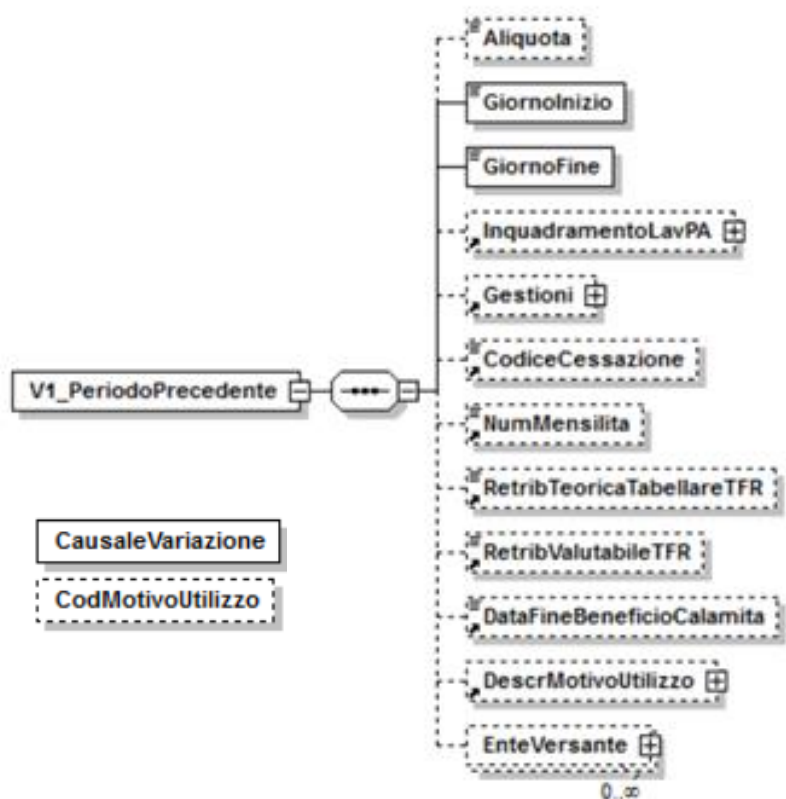 Aliquota
GiornoInizio
GiornoFine
InquadramentoLavPA
Gestioni
CodiceCessazione
V1_PeriodoPrecedente
NumMensilita
RetribTeoricaTabellareTFR
RetribValutabileTFR
DataFineBeneficioCalamita
DescrMotivoUtilizzo
EnteVersante
0..∞
CausaleVariazione
CodMotivoUtilizzo